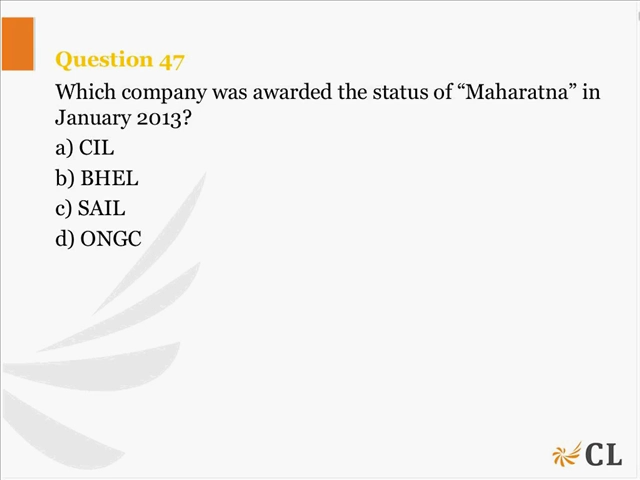 Question 47
Which company was awarded the status of “Maharatna” in
January 2013?
a) CIL
b) BHEL
c) SAIL
d) ONGC
CL